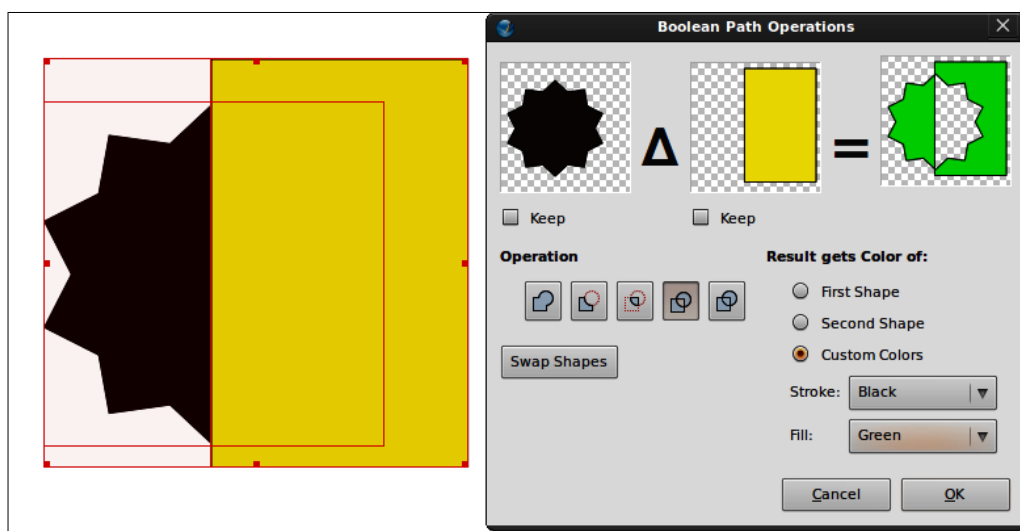 Boolean Path Operations
Δ =
Keep Keep
Operation
Result gets Color of:
First Shape
Second Shape
Custom Colors
Swap Shapes
Stroke: Black
Fill: Green
Cancel OK